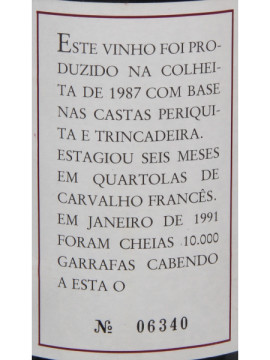 ESTE VINHO FOI PRO-
DUZIDO NA COLHEI-
TA DE 1987 COM BASE
NAS CASTAS PERIQUI-
TA E TRINCADEIRA.
ESTAGIOU SEIS MESES
EM QUARTOLAS DE
CARVALHO FRANCÊS.
EM JANEIRO DE 1991
FORAM CHEIAS 10.000
GARRAFAS CABENDO
A ESTA O
№ 06340